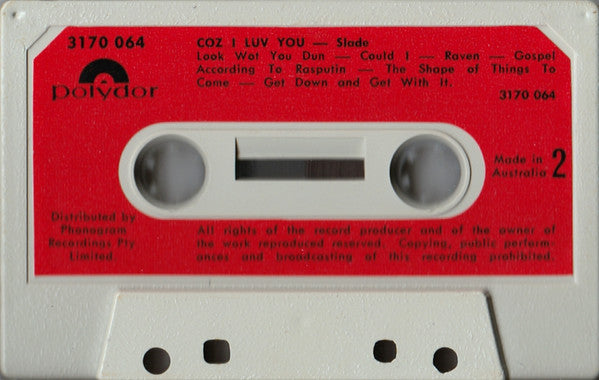 3170 064
polydor
COZ I LUV YOU — Slade
Look Wot You Dun — Could I — Raven — Gospel
According To Rasputin — The Shape of Things To
Come — Get Down and Get With It.
3170 064
Made in
Australia
2
Distributed by
Phonogram
Recordings Pty
Limited
All rights of the record producer and of the owner of
the work reproduced reserved. Copying, public perform-
ances and broadcasting of this recording prohibited.